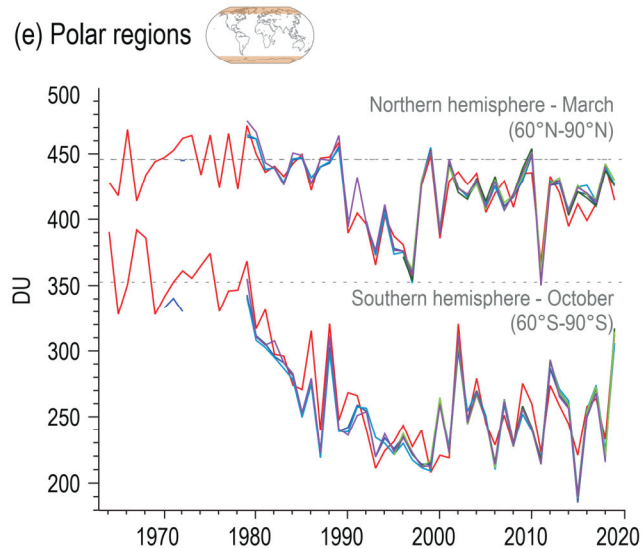 (e) Polar regions
Northern hemisphere - March
(60°N-90°N)
Southern hemisphere - October
(60°S-90°S)
DU
500
450
400
350
300
250
200
1970
1980
1990
2000
2010
2020